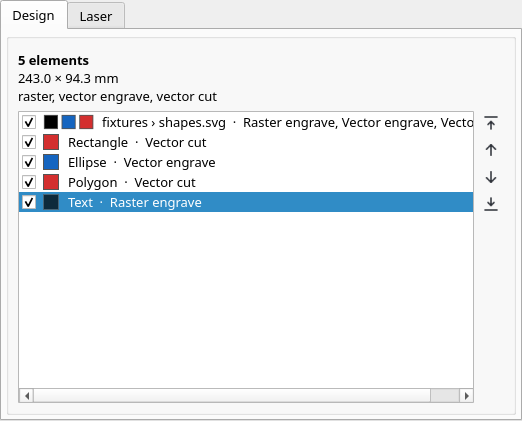 Design Laser
5 elements
243.0 × 94.3 mm
raster, vector engrave, vector cut
fixtures › shapes.svg · Raster engrave, Vector engrave, Vecto
Rectangle · Vector cut
Ellipse · Vector engrave
Polygon · Vector cut
Text · Raster engrave